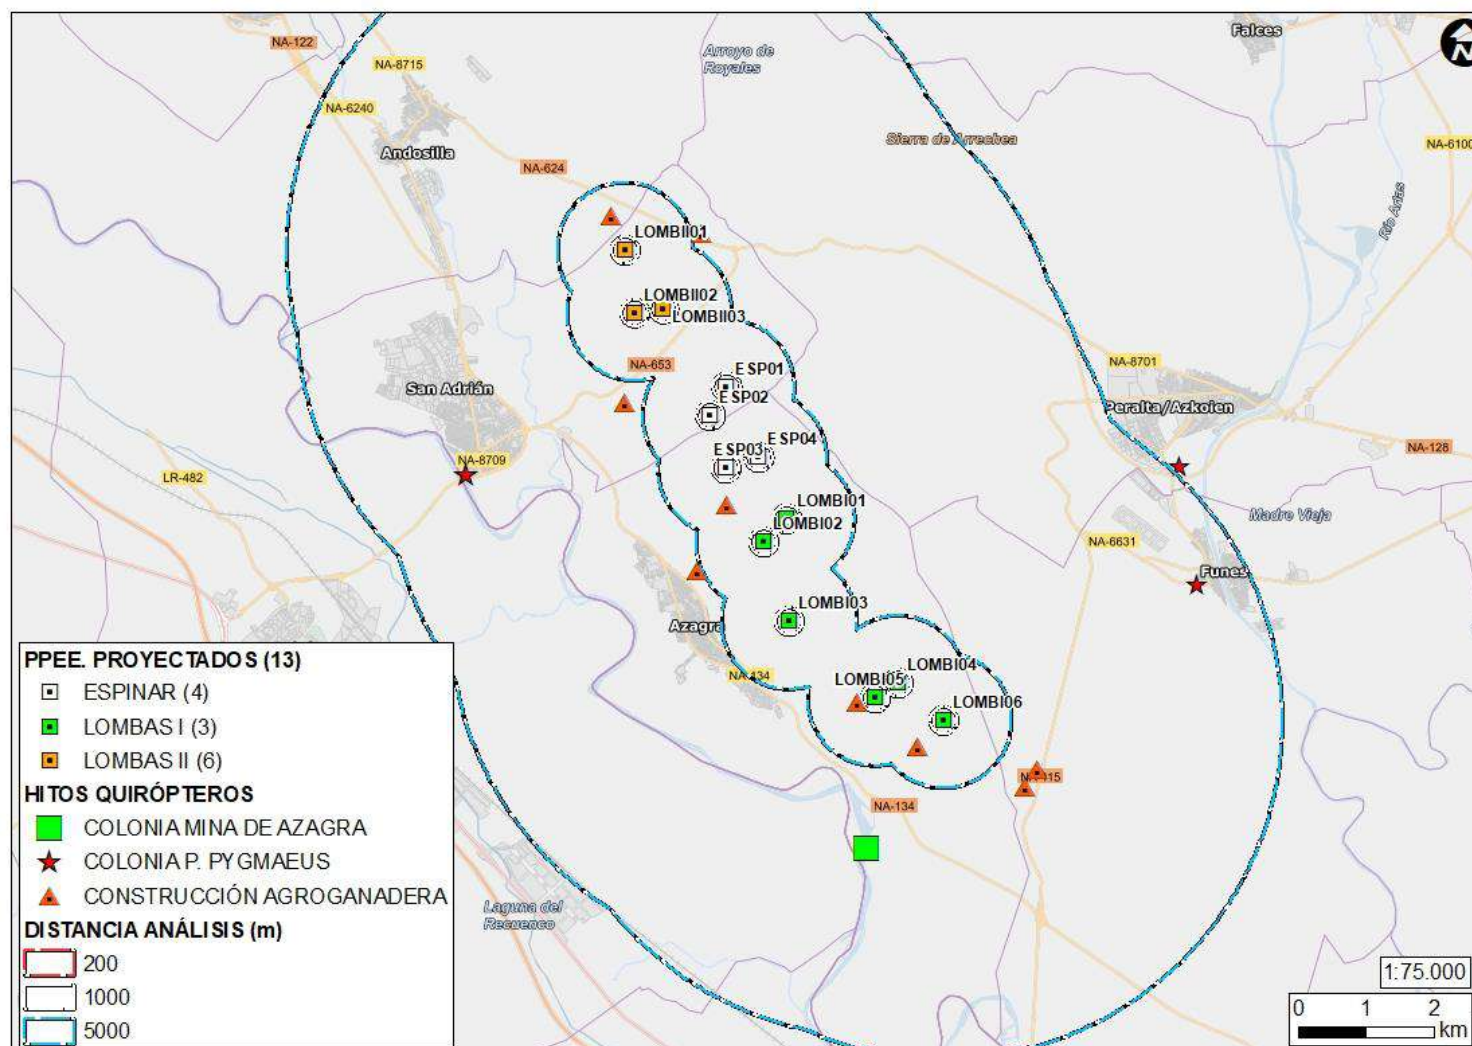 NA-122
Arroyo de
Royales
Falces
N
NA-8715
NA-6240
Andosilla
Sierra de Arrechea
NA-6100
NA-624
Río Arias
LOMBII01
LOMBII02
LOMBII03
NA-653
ESP01
NA-8701
San Adrián
ESP02
Peralta/Azkoien
ESP03
ESP04
NA-8709
NA-128
LR-482
LOMBI01
LOMBI02
Madre Vieja
NA-6631
Funes
LOMBI03
Azagra
NA-134
LOMBI05
LOMBI04
LOMBI06
NA-134
Laguna del
Recuenco
PPEE. PROYECTADOS (13)
ESPINAR (4)
LOMBAS I (3)
LOMBAS II (6)
HITOS QUIRÓPTEROS
COLONIA MINA DE AZAGRA
COLONIA P. PYGMAEUS
CONSTRUCCIÓN AGROGANADERA
DISTANCIA ANÁLISIS (m)
200
1000
5000
1:75.000
0 1 2
km